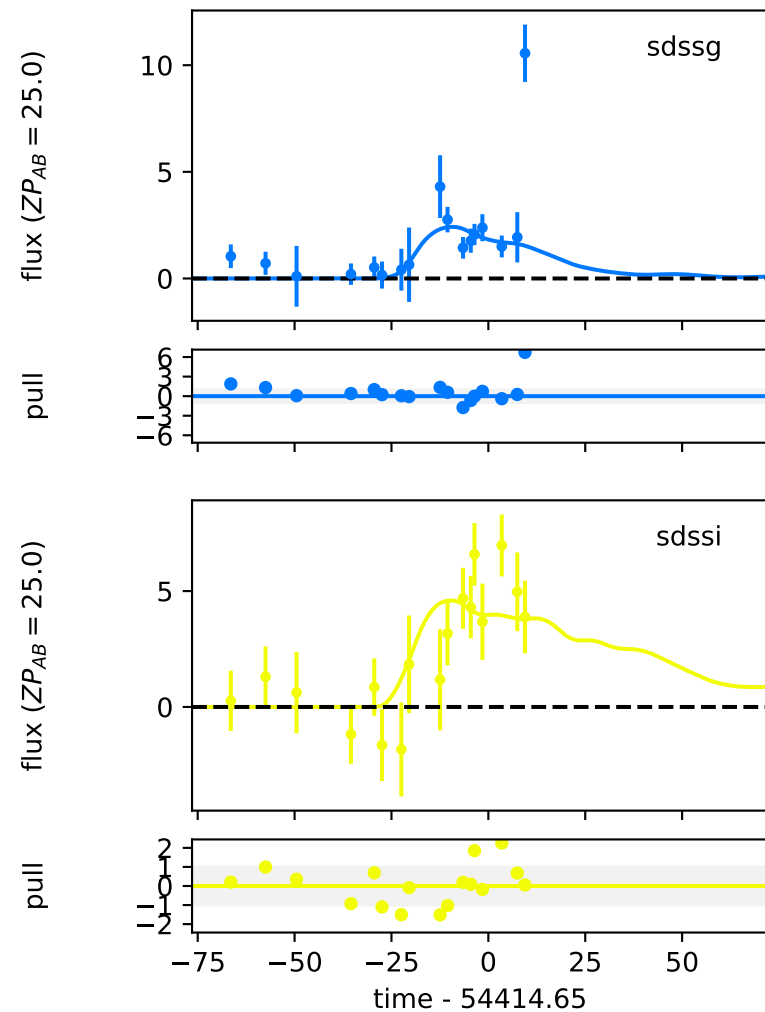 sdssg
flux ($ZP_{AB}$ = 25.0)
10
5
0
pull
6
3
0
−3
−6
sdssi
flux ($ZP_{AB}$ = 25.0)
5
0
pull
2
1
0
−1
−2
−75 −50 −25 0 25 50
time - 54414.65